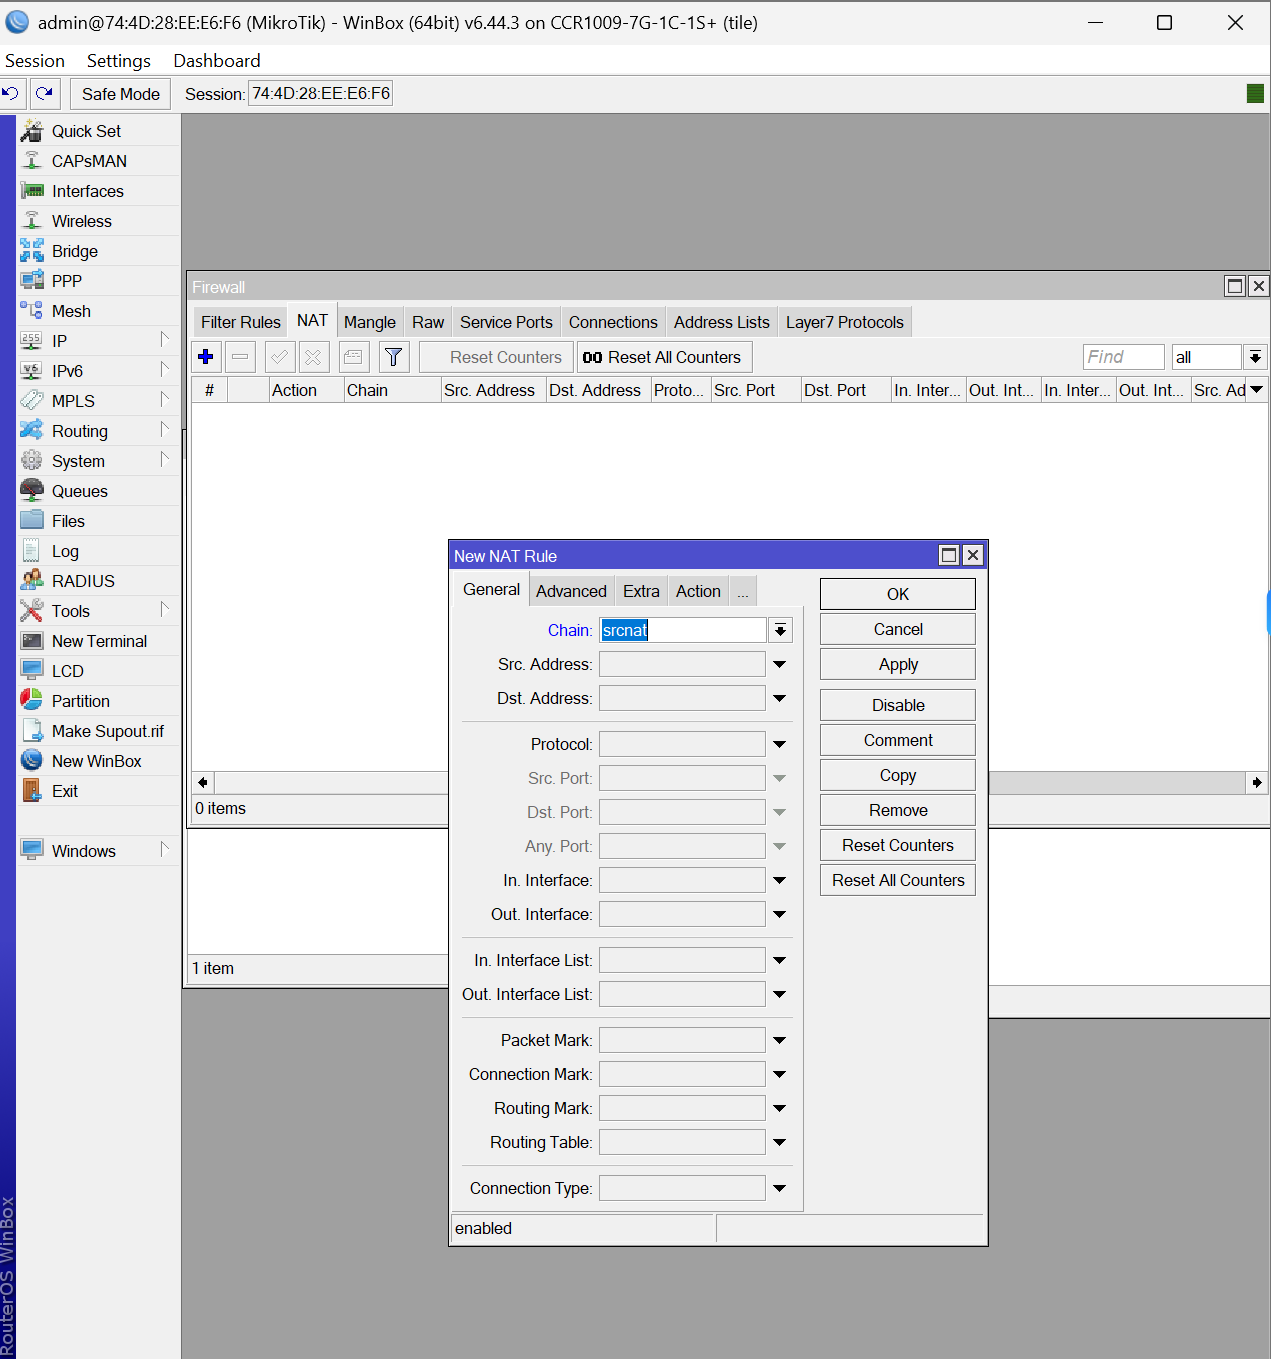 admin@74:4D:28:EE:E6:F6 (MikroTik) - WinBox (64bit) v6.44.3 on CCR1009-7G-1C-1S+ (tile)
Session Settings Dashboard
Safe Mode Session: 74:4D:28:EE:E6:F6
Quick Set
CAPsMAN
Interfaces
Wireless
Bridge
PPP
Mesh
IP
IPv6
MPLS
Routing
System
Queues
Files
Log
RADIUS
Tools
New Terminal
LCD
Partition
Make Supout.rif
New WinBox
Exit
Windows
RouterOS WinBox
Firewall
Filter Rules NAT Mangle Raw Service Ports Connections Address Lists Layer7 Protocols
Reset Counters 00 Reset All Counters Find all
# Action Chain Src. Address Dst. Address Proto... Src. Port Dst. Port In. Inter... Out. Int... In. Inter... Out. Int... Src. Ad
0 items
1 item
New NAT Rule
General Advanced Extra Action ...
Chain: srcnat
Src. Address:
Dst. Address:
Protocol:
Src. Port:
Dst. Port:
Any. Port:
In. Interface:
Out. Interface:
In. Interface List:
Out. Interface List:
Packet Mark:
Connection Mark:
Routing Mark:
Routing Table:
Connection Type:
enabled
OK
Cancel
Apply
Disable
Comment
Copy
Remove
Reset Counters
Reset All Counters